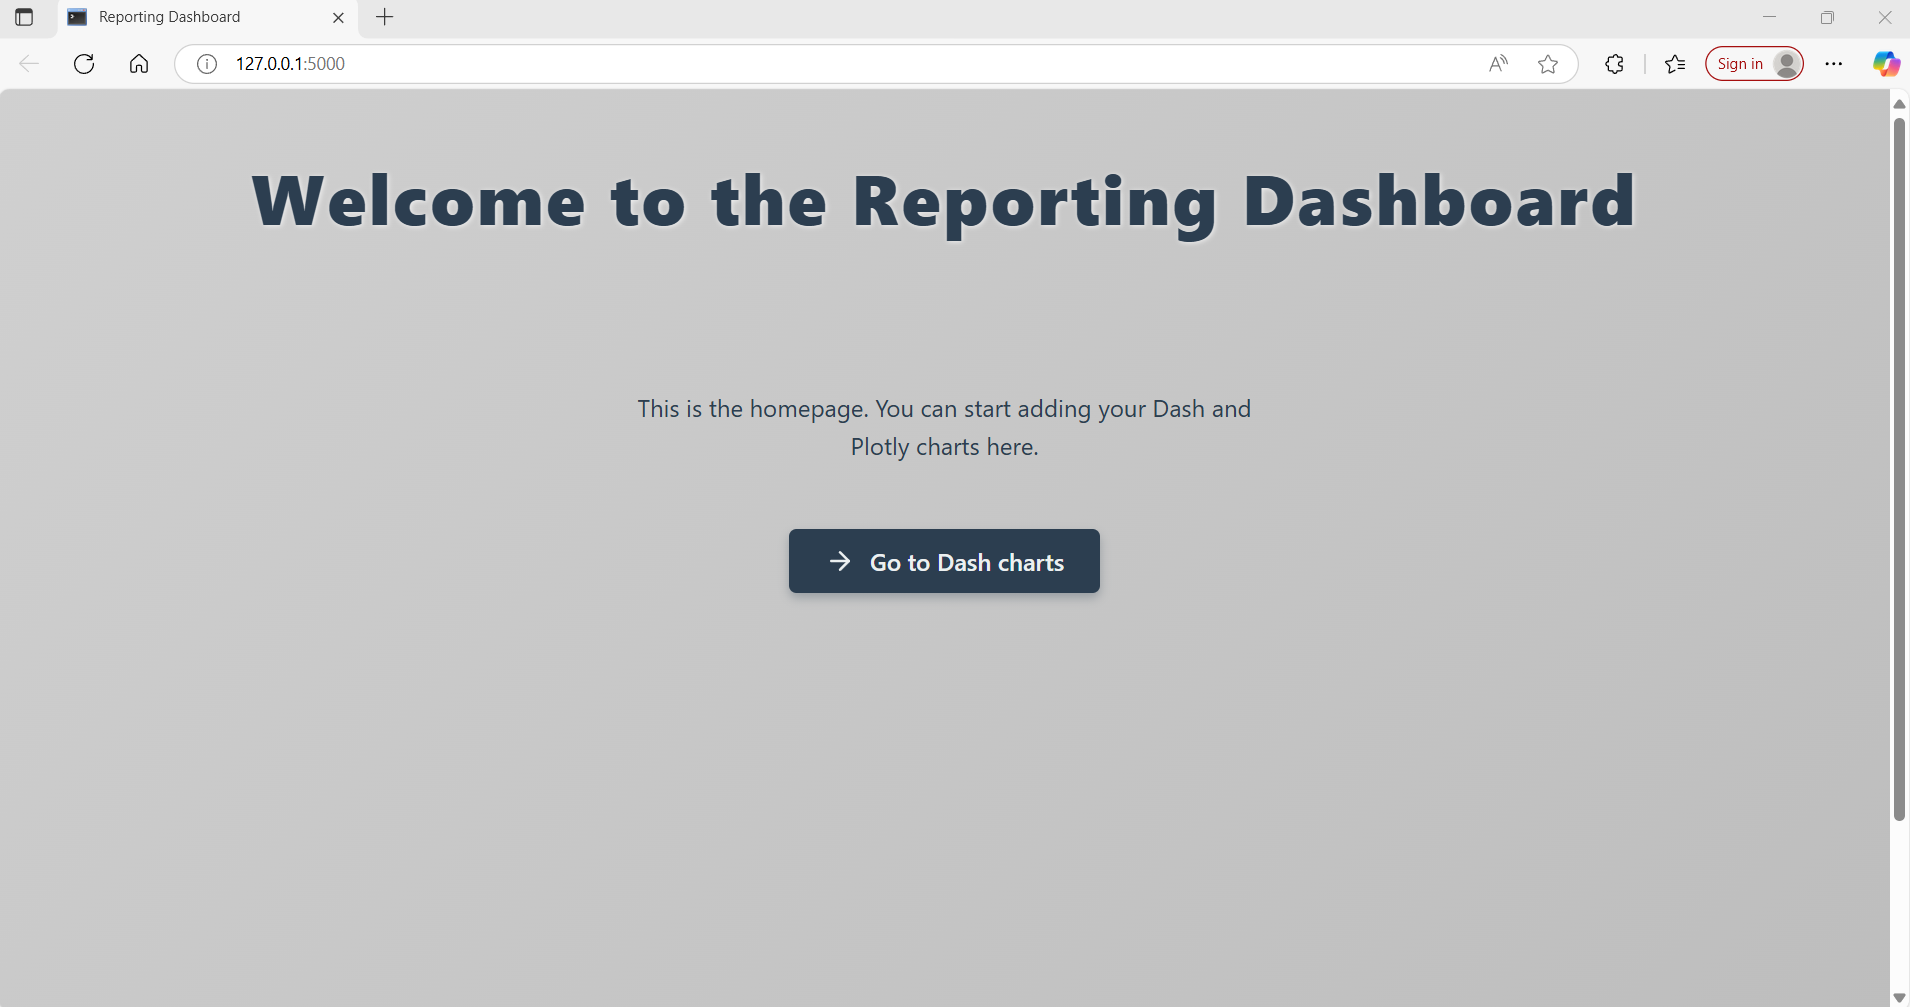 Reporting Dashboard
127.0.0.1:5000
Sign in
Welcome to the Reporting Dashboard
This is the homepage. You can start adding your Dash and
Plotly charts here.
Go to Dash charts